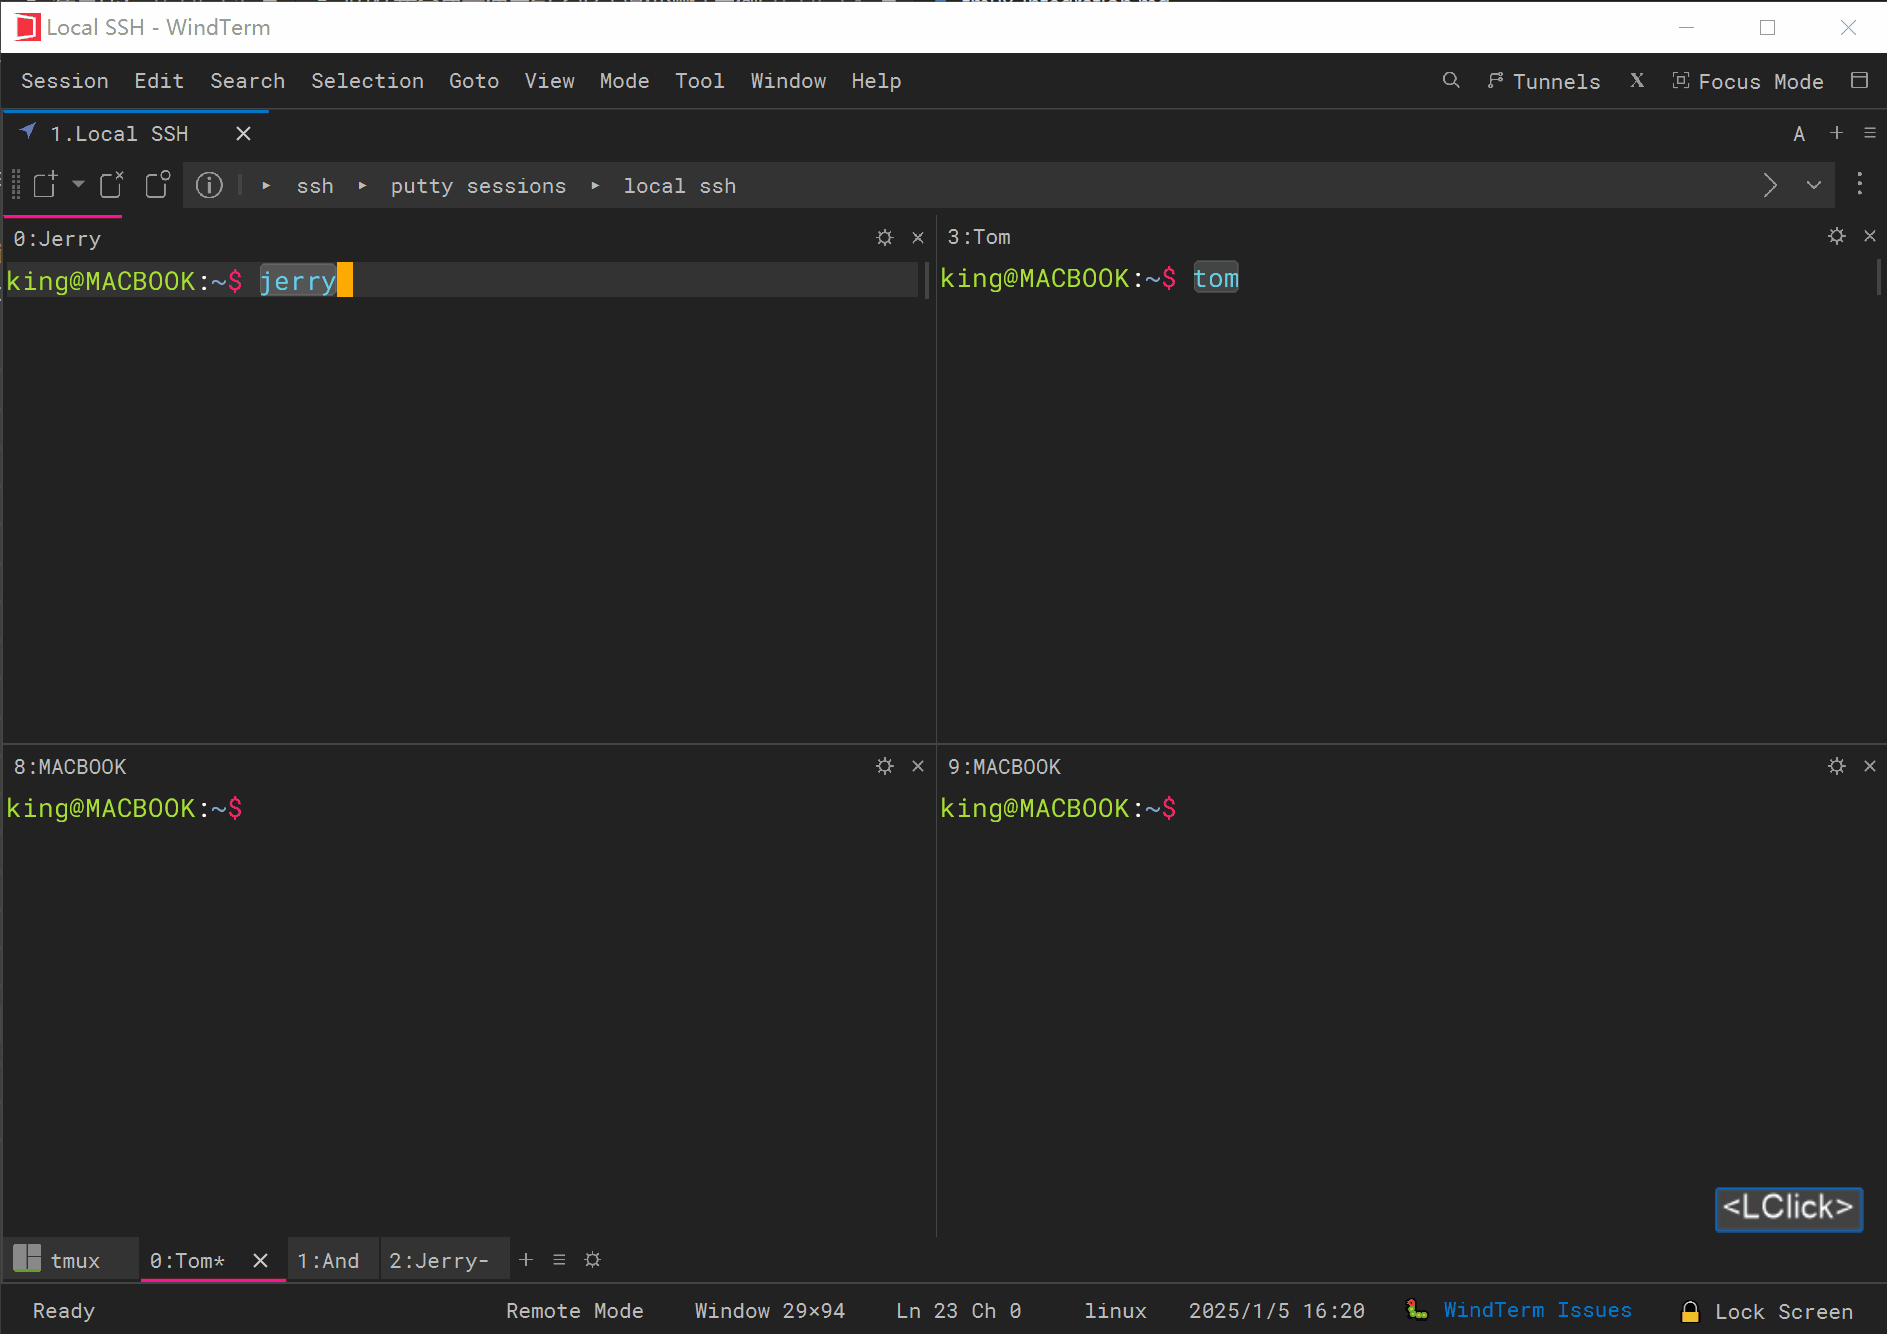 Local SSH - WindTerm
Session Edit Search Selection Goto View Mode Tool Window Help
Tunnels X Focus Mode
1.Local SSH
A
ssh ▸ putty sessions ▸ local ssh
0:Jerry
king@MACBOOK:~$ jerry
3:Tom
king@MACBOOK:~$ tom
8:MACBOOK
king@MACBOOK:~$
9:MACBOOK
king@MACBOOK:~$
<LClick>
tmux 0:Tom* 1:And 2:Jerry-
Ready Remote Mode Window 29×94 Ln 23 Ch 0 linux 2025/1/5 16:20 WindTerm Issues Lock Screen